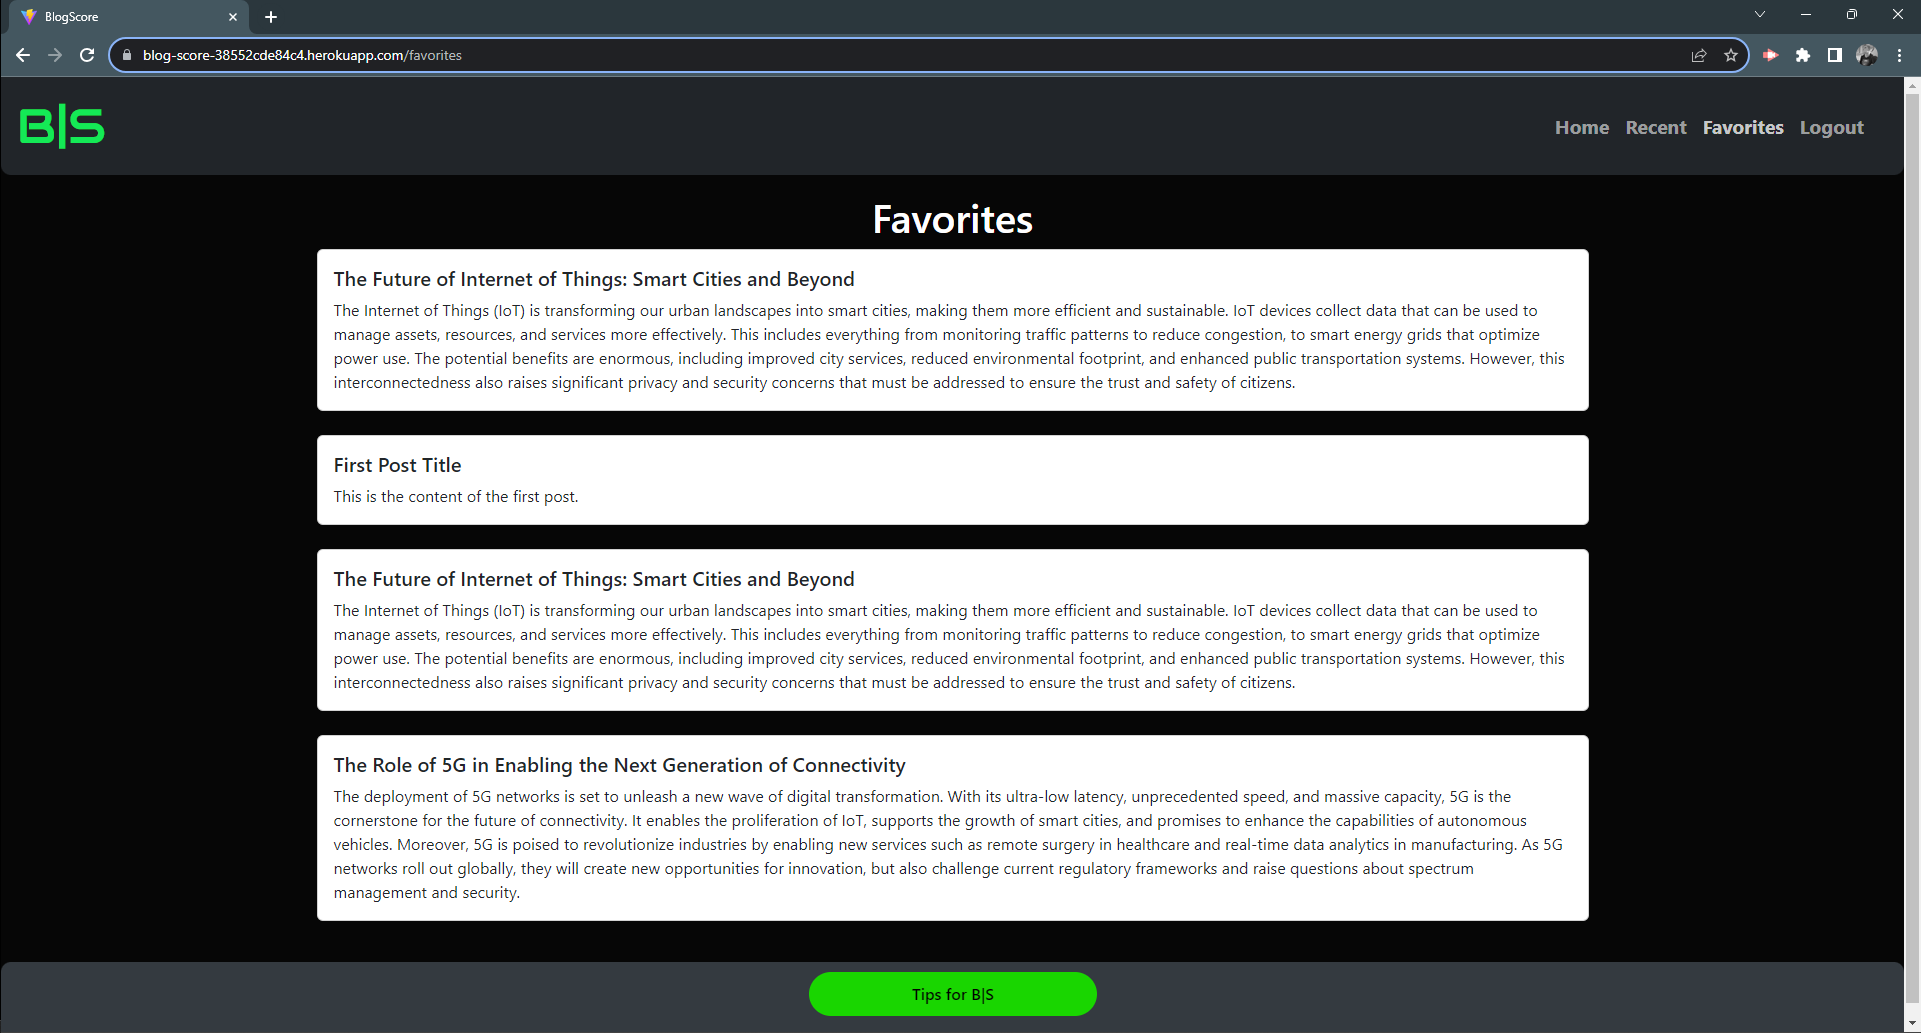 BlogScore
blog-score-38552cde84c4.herokuapp.com/favorites
B|S
Home Recent Favorites Logout
Favorites
The Future of Internet of Things: Smart Cities and Beyond
The Internet of Things (IoT) is transforming our urban landscapes into smart cities, making them more efficient and sustainable. IoT devices collect data that can be used to
manage assets, resources, and services more effectively. This includes everything from monitoring traffic patterns to reduce congestion, to smart energy grids that optimize
power use. The potential benefits are enormous, including improved city services, reduced environmental footprint, and enhanced public transportation systems. However, this
interconnectedness also raises significant privacy and security concerns that must be addressed to ensure the trust and safety of citizens.
First Post Title
This is the content of the first post.
The Future of Internet of Things: Smart Cities and Beyond
The Internet of Things (IoT) is transforming our urban landscapes into smart cities, making them more efficient and sustainable. IoT devices collect data that can be used to
manage assets, resources, and services more effectively. This includes everything from monitoring traffic patterns to reduce congestion, to smart energy grids that optimize
power use. The potential benefits are enormous, including improved city services, reduced environmental footprint, and enhanced public transportation systems. However, this
interconnectedness also raises significant privacy and security concerns that must be addressed to ensure the trust and safety of citizens.
The Role of 5G in Enabling the Next Generation of Connectivity
The deployment of 5G networks is set to unleash a new wave of digital transformation. With its ultra-low latency, unprecedented speed, and massive capacity, 5G is the
cornerstone for the future of connectivity. It enables the proliferation of IoT, supports the growth of smart cities, and promises to enhance the capabilities of autonomous
vehicles. Moreover, 5G is poised to revolutionize industries by enabling new services such as remote surgery in healthcare and real-time data analytics in manufacturing. As 5G
networks roll out globally, they will create new opportunities for innovation, but also challenge current regulatory frameworks and raise questions about spectrum
management and security.
Tips for B|S